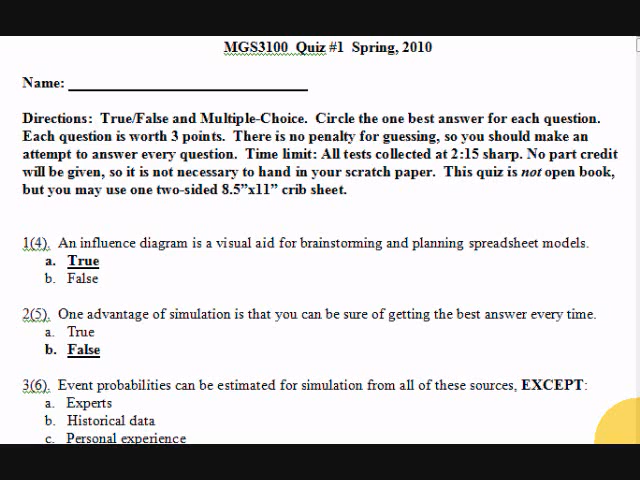 MGS3100 Quiz #1 Spring, 2010
Name: ______________________________
Directions: True/False and Multiple-Choice. Circle the one best answer for each question.
Each question is worth 3 points. There is no penalty for guessing, so you should make an
attempt to answer every question. Time limit: All tests collected at 2:15 sharp. No part credit
will be given, so it is not necessary to hand in your scratch paper. This quiz is not open book,
but you may use one two-sided 8.5”x11” crib sheet.
1(4). An influence diagram is a visual aid for brainstorming and planning spreadsheet models.
a. True
b. False
2(5). One advantage of simulation is that you can be sure of getting the best answer every time.
a. True
b. False
3(6). Event probabilities can be estimated for simulation from all of these sources, EXCEPT:
a. Experts
b. Historical data
c. Personal experience